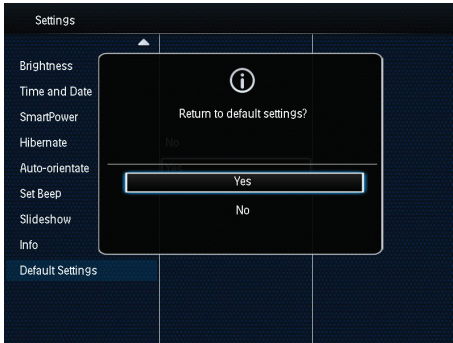 Settings
Brightness
Time and Date
SmartPower
Hibernate
Auto-orientate
Set Beep
Slideshow
Info
Default Settings
No
Return to default settings?
Yes
No